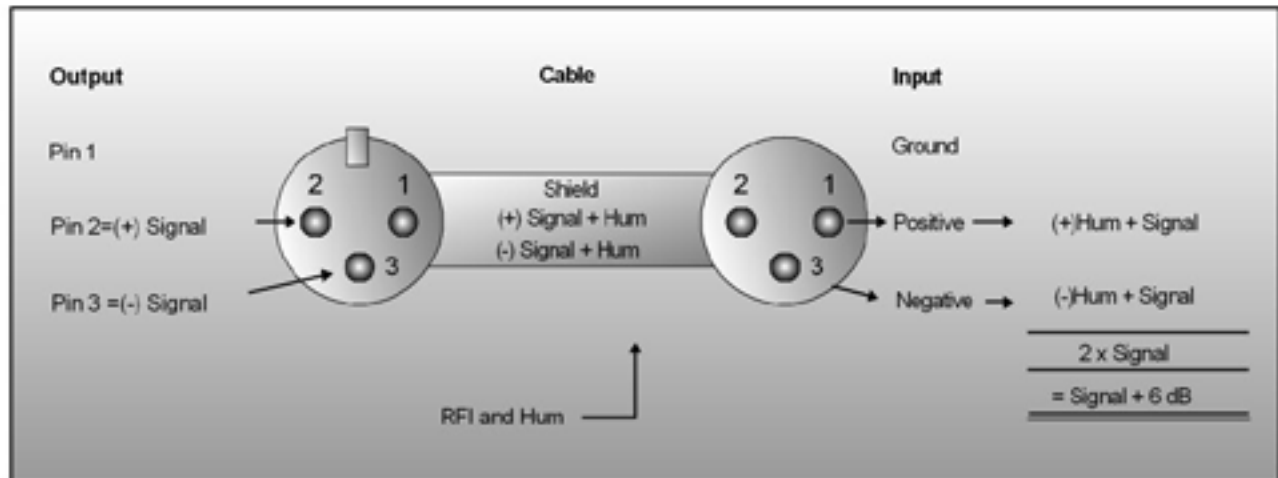 Output
Cable
Input
Pin 1
Ground
2
1
Shield
2
1
Pin 2=(+) Signal
(+) Signal + Hum
Positive
(+)Hum + Signal
(-) Signal + Hum
3
3
Pin 3 =(-) Signal
Negative
(-)Hum + Signal
2 x Signal
= Signal + 6 dB
RFI and Hum